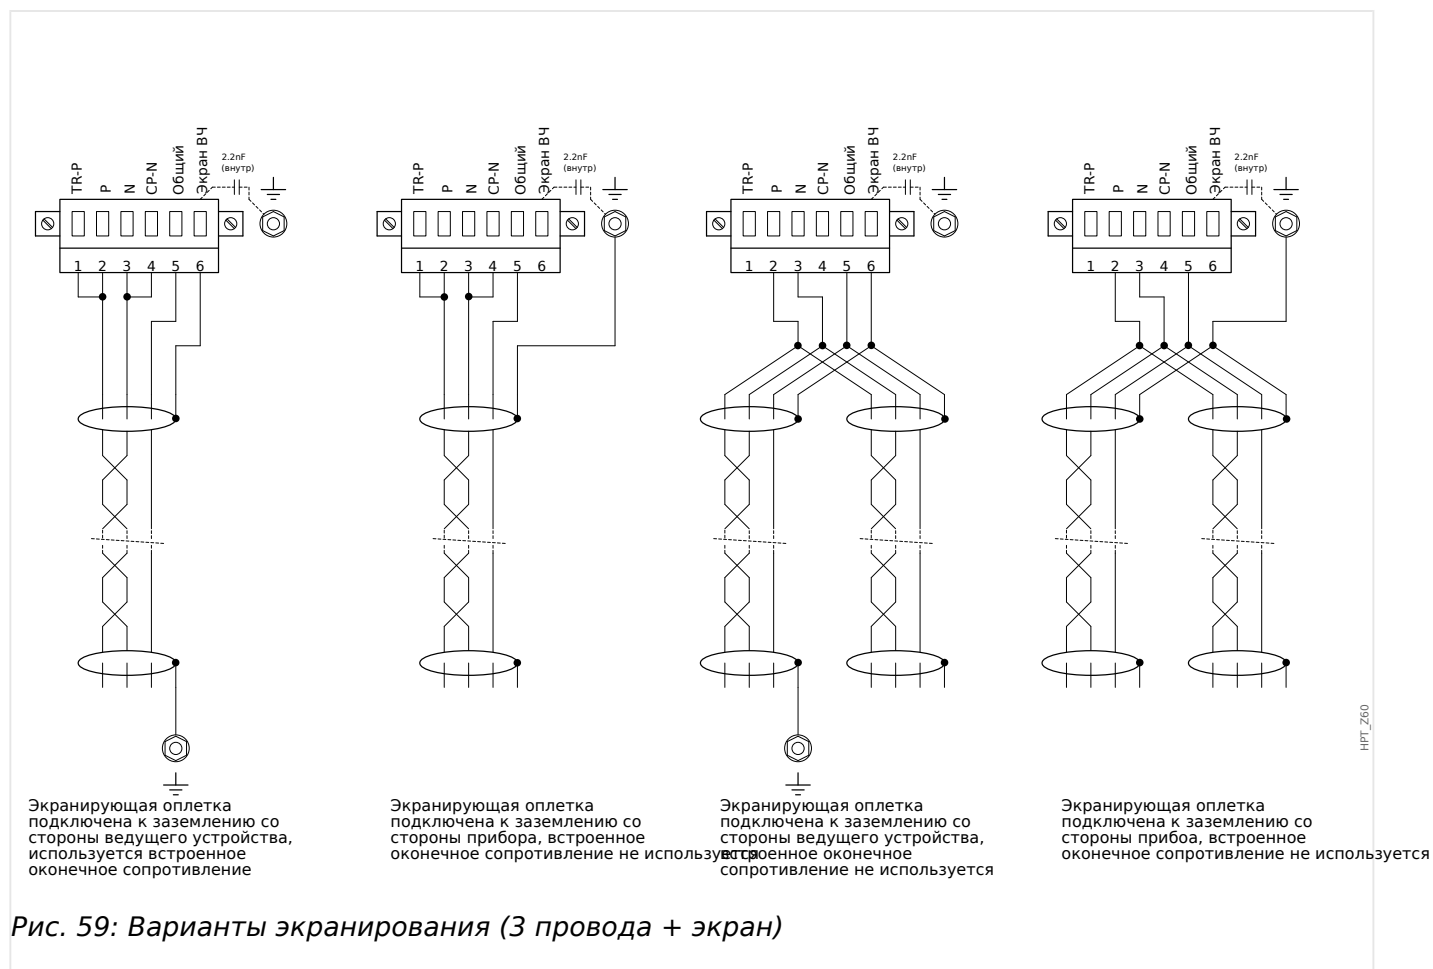 TR-P
P
N
CP-N
Общий
Экран ВЧ
2.2nF
(внутр)
1 2 3 4 5 6
TR-P
P
N
CP-N
Общий
Экран ВЧ
2.2nF
(внутр)
1 2 3 4 5 6
TR-P
P
N
CP-N
Общий
Экран ВЧ
2.2nF
(внутр)
1 2 3 4 5 6
TR-P
P
N
CP-N
Общий
Экран ВЧ
2.2nF
(внутр)
1 2 3 4 5 6
HPT_Z60
Экранирующая оплетка
подключена к заземлению со
стороны ведущего устройства,
используется встроенное
оконечное сопротивление
Экранирующая оплетка
подключена к заземлению со
стороны прибора, встроенное
оконечное сопротивление не используется
Экранирующая оплетка
подключена к заземлению со
стороны ведущего устройства,
встроенное оконечное
сопротивление не используется
Экранирующая оплетка
подключена к заземлению со
стороны прибоа, встроенное
оконечное сопротивление не используется
Рис. 59: Варианты экранирования (3 провода + экран)